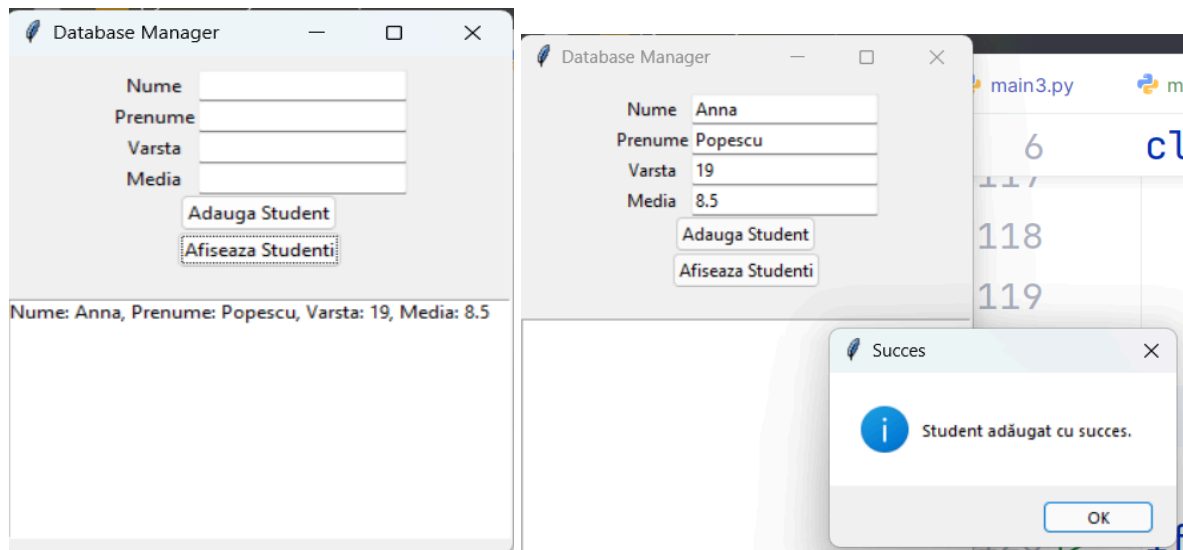 Database Manager
Nume
Prenume
Varsta
Media
Adauga Student
Afiseaza Studenti
Nume: Anna, Prenume: Popescu, Varsta: 19, Media: 8.5
Database Manager
Nume Anna
Prenume Popescu
Varsta 19
Media 8.5
Adauga Student
Afiseaza Studenti
main3.py
6
117
118
119
Succes
Student adăugat cu succes.
OK